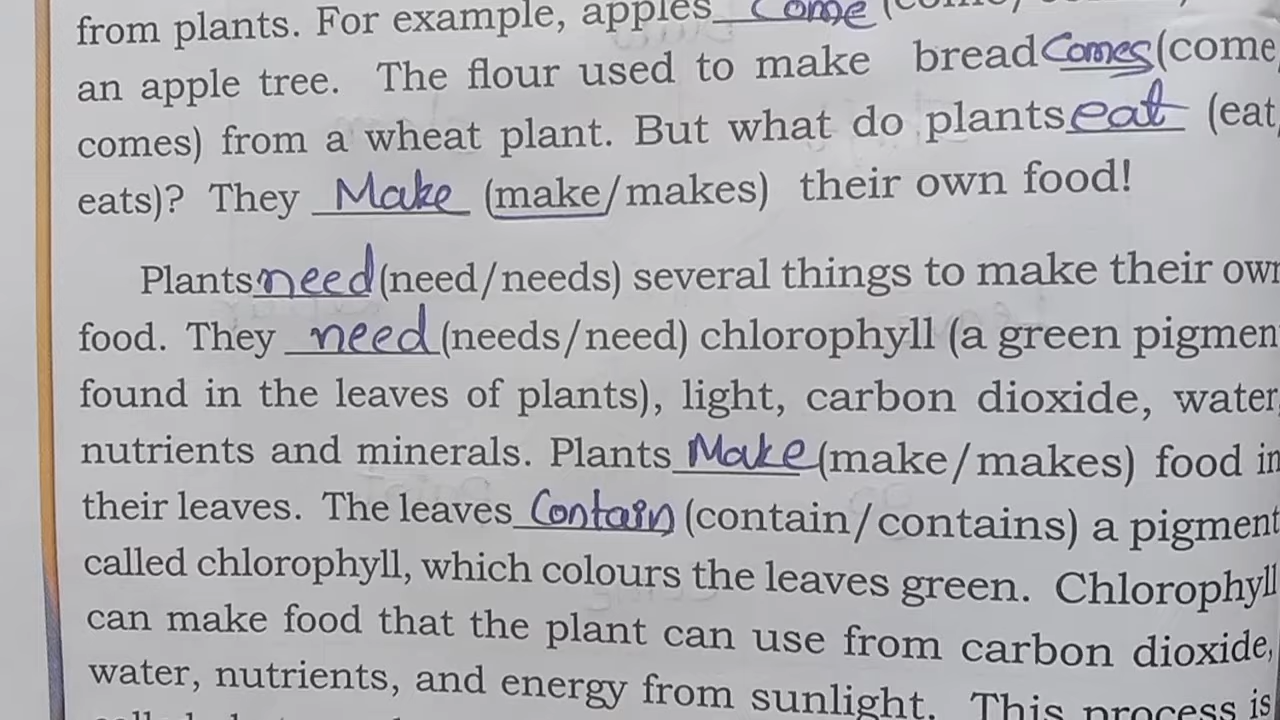 from plants. For example, apples Come (come/
an apple tree. The flour used to make bread Comes (come,
comes) from a wheat plant. But what do plants eat (eat,
eats)? They Make (make/makes) their own food!
Plants need (need/needs) several things to make their own
food. They need (needs/need) chlorophyll (a green pigmen
found in the leaves of plants), light, carbon dioxide, water,
nutrients and minerals. Plants Make (make/makes) food in
their leaves. The leaves Contain (contain/contains) a pigment
called chlorophyll, which colours the leaves green. Chlorophyll
can make food that the plant can use from carbon dioxide,
water, nutrients, and energy from sunlight. This process is